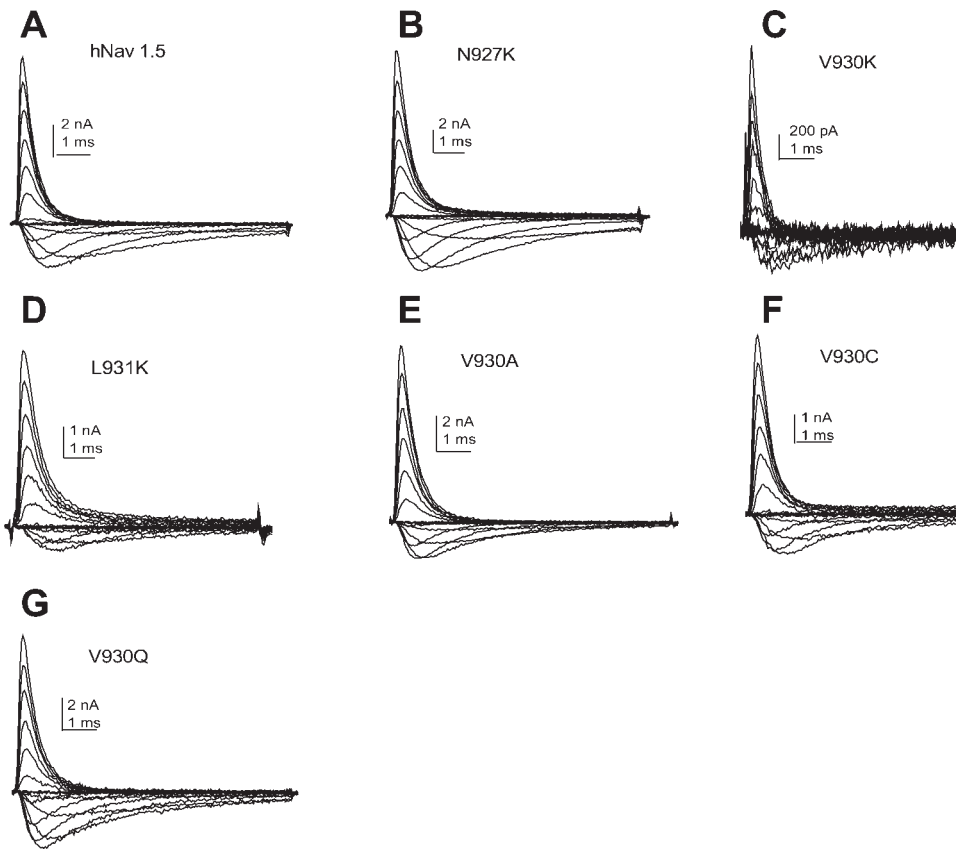 A
hNav 1.5
2 nA
1 ms
B
N927K
2 nA
1 ms
C
V930K
200 pA
1 ms
D
L931K
1 nA
1 ms
E
V930A
2 nA
1 ms
F
V930C
1 nA
1 ms
G
V930Q
2 nA
1 ms